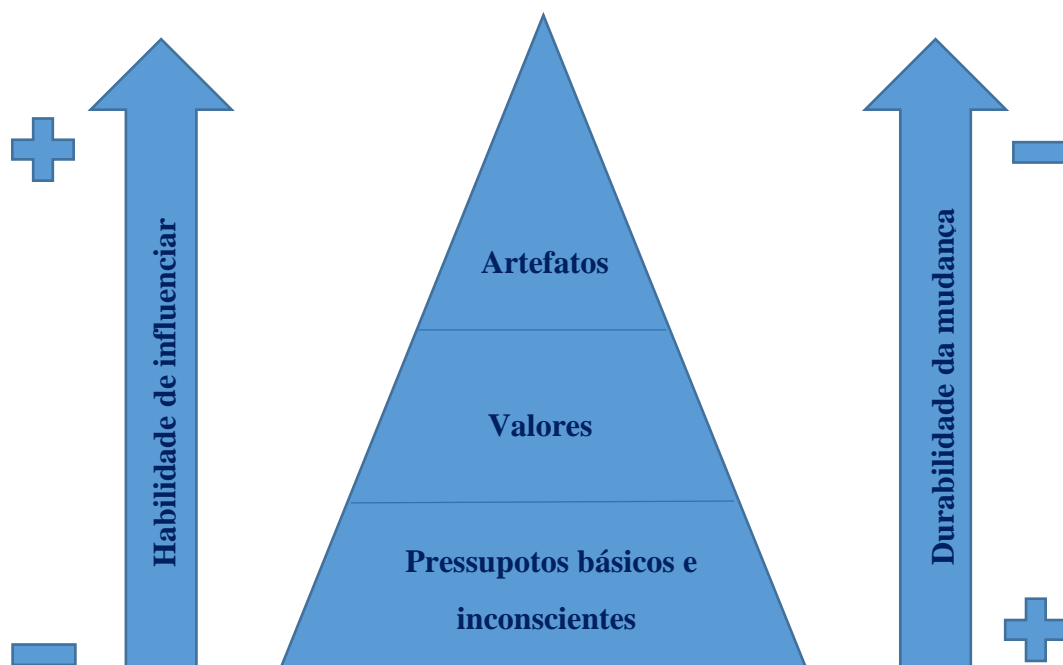 Habilidade de influenciar
Artefatos
Valores
Pressupotos básicos e
inconscientes
Durabilidade da mudança